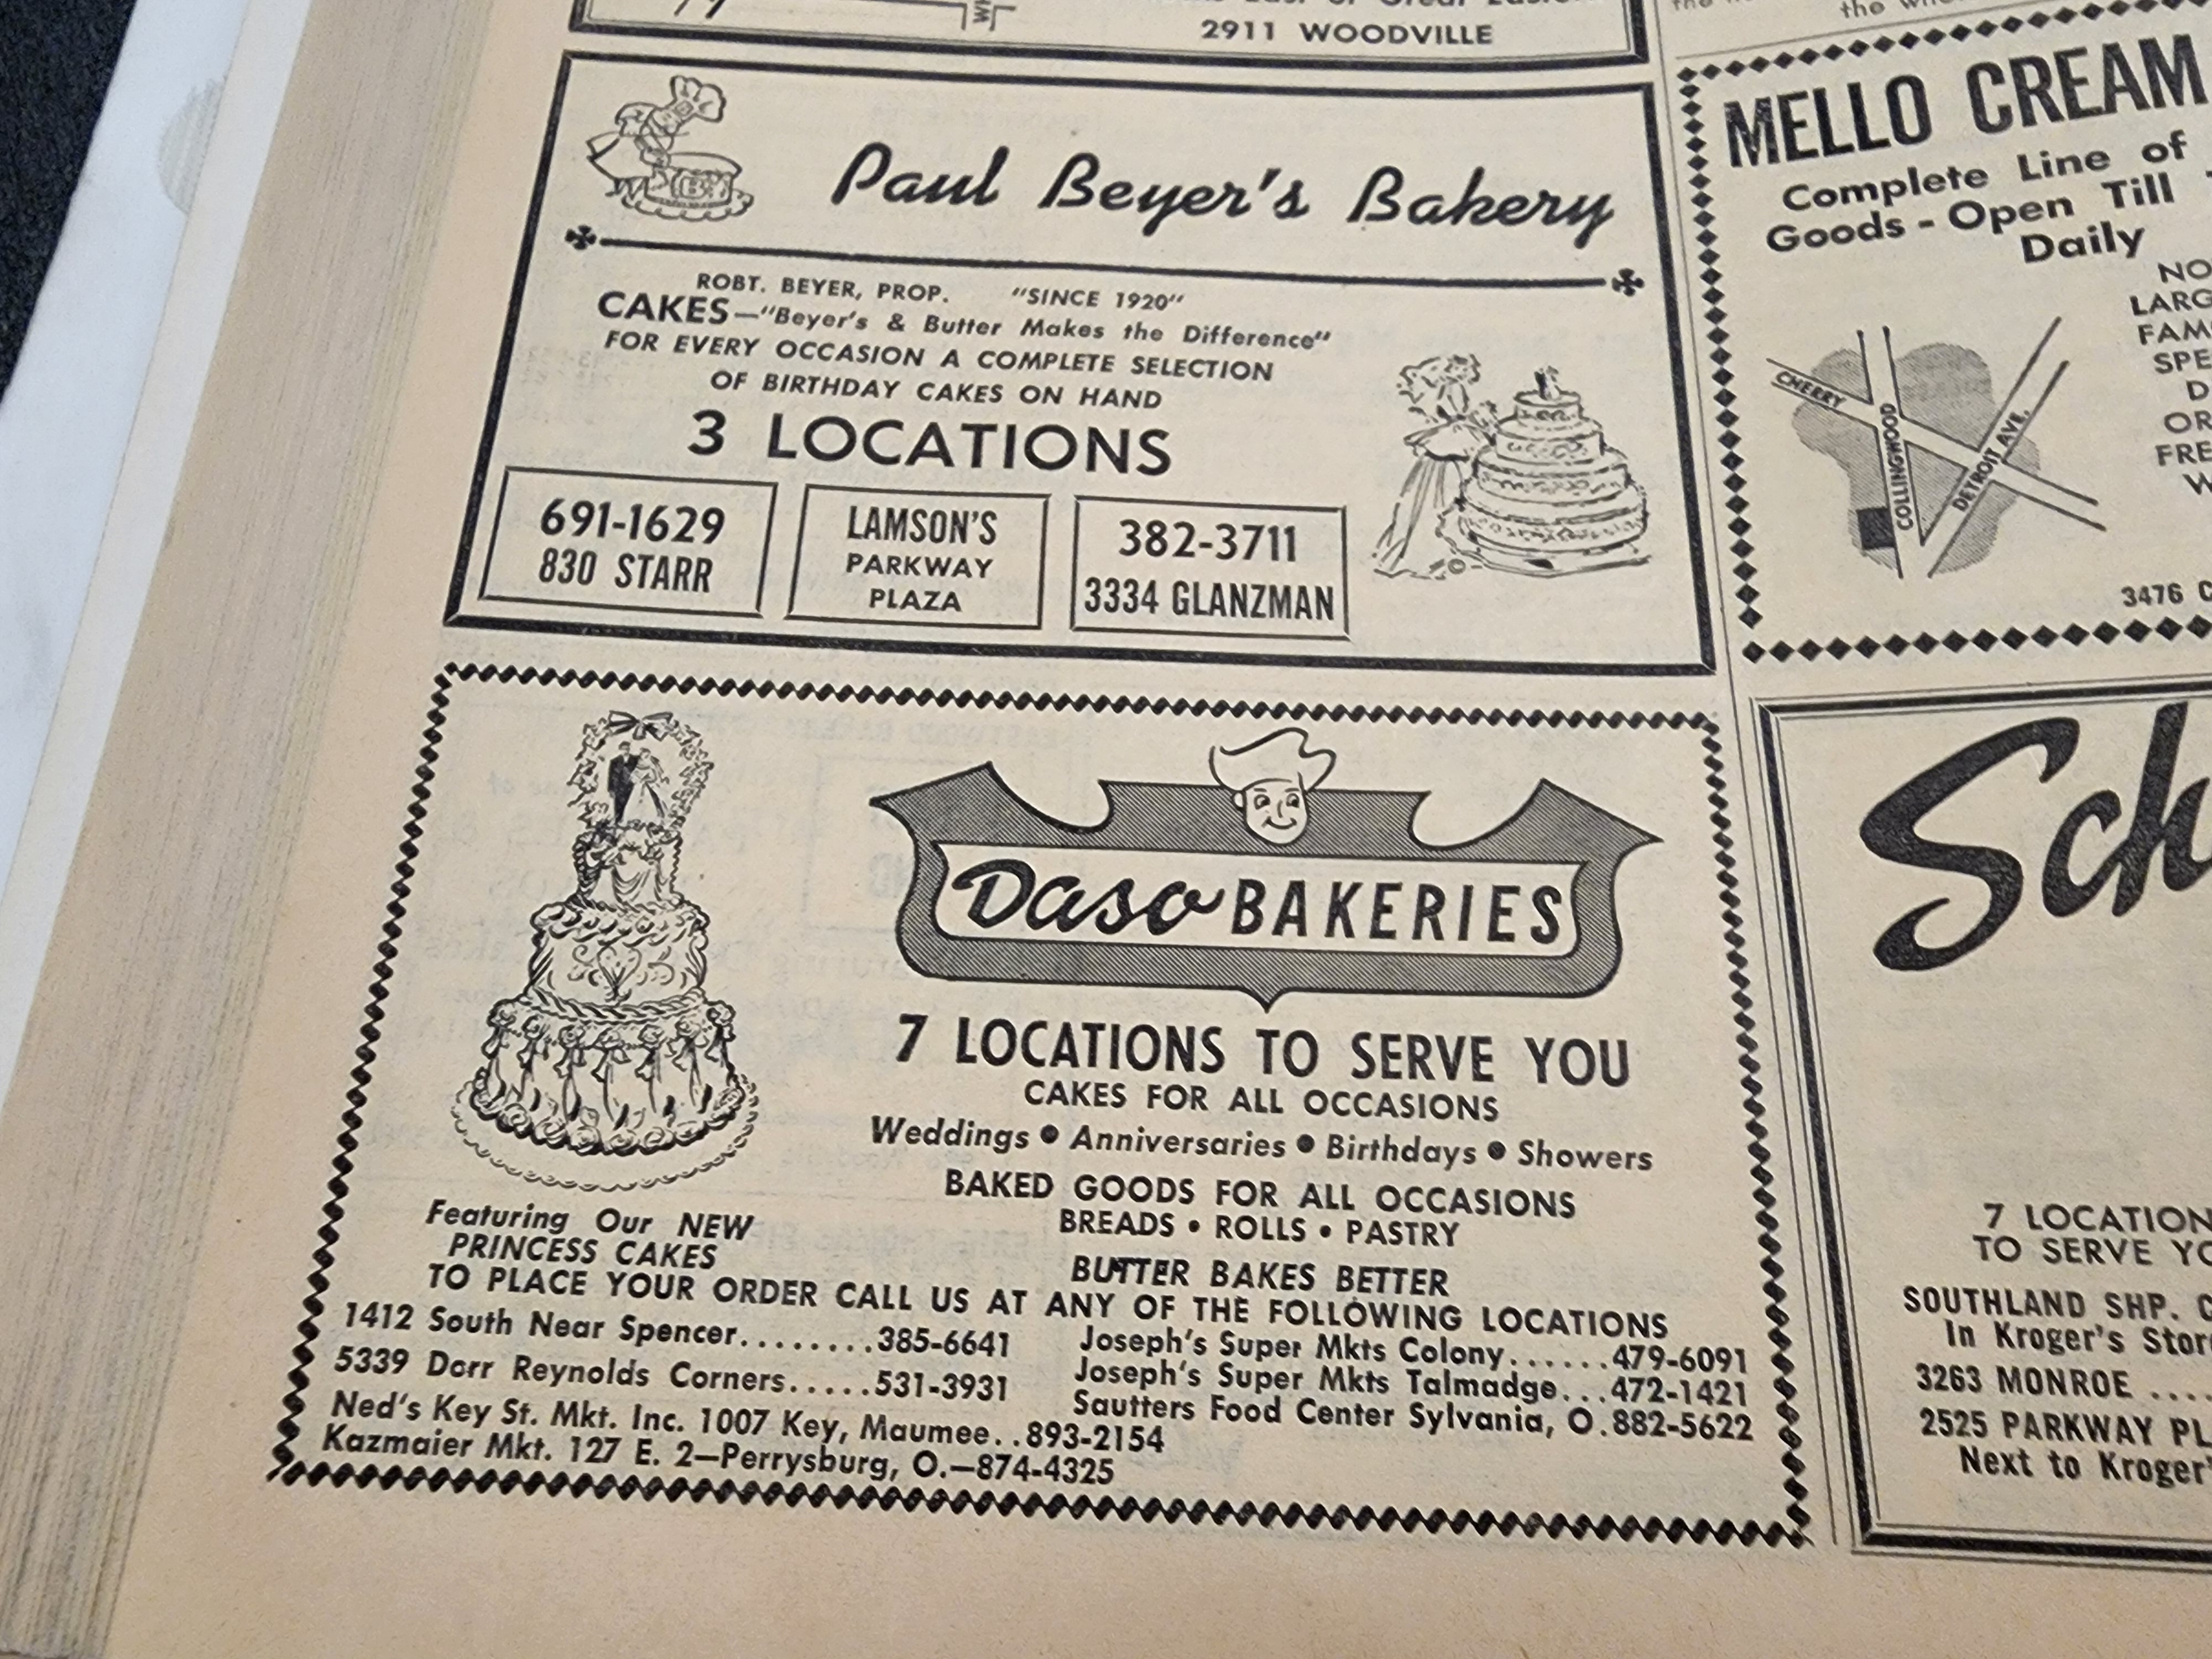 2911 WOODVILLE
Paul Beyer's Bakery
ROBT. BEYER, PROP. "SINCE 1920"
CAKES—"Beyer's & Butter Makes the Difference"
FOR EVERY OCCASION A COMPLETE SELECTION
OF BIRTHDAY CAKES ON HAND
3 LOCATIONS
691-1629
830 STARR
LAMSON'S
PARKWAY
PLAZA
382-3711
3334 GLANZMAN
Daso BAKERIES
7 LOCATIONS TO SERVE YOU
CAKES FOR ALL OCCASIONS
Weddings • Anniversaries • Birthdays • Showers
BAKED GOODS FOR ALL OCCASIONS
BREADS • ROLLS • PASTRY
BUTTER BAKES BETTER
Featuring Our NEW
PRINCESS CAKES
TO PLACE YOUR ORDER CALL US AT ANY OF THE FOLLOWING LOCATIONS
1412 South Near Spencer........385-6641
5339 Dorr Reynolds Corners.....531-3931
Ned's Key St. Mkt. Inc. 1007 Key, Maumee..893-2154
Kazmaier Mkt. 127 E. 2—Perrysburg, O.—874-4325
Joseph's Super Mkts Colony......479-6091
Joseph's Super Mkts Talmadge...472-1421
Sautters Food Center Sylvania, O.882-5622
MELLO CREAM
Complete Line of
Goods - Open Till
Daily
CHERRY
COLLINGWOOD
DETROIT AVE.
3476
7 LOCATION
TO SERVE
SOUTHLAND SHP.
In Kroger's
3263 MONROE ....
2525 PARKWAY
Next to Kroger'